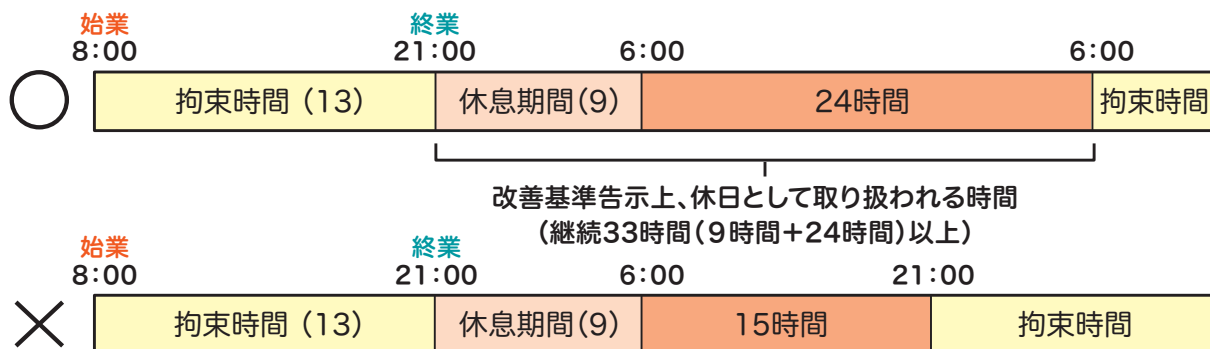 始業 終業
8:00 21:00 6:00 6:00
拘束時間（13） 休息期間（9） 24時間 拘束時間
改善基準告示上、休日として取り扱われる時間
（継続33時間（9時間＋24時間）以上）
始業 終業
8:00 21:00 6:00 21:00
拘束時間（13） 休息期間（9） 15時間 拘束時間